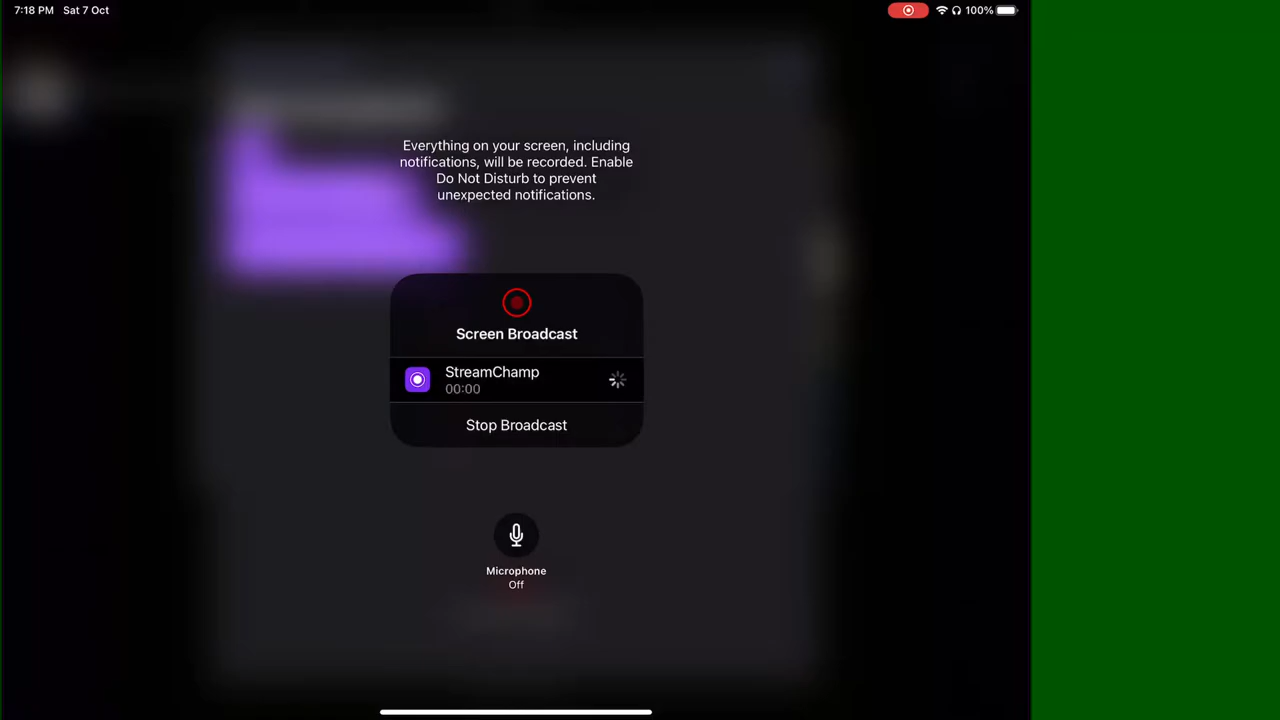 7:18 PM Sat 7 Oct
100%
Everything on your screen, including
notifications, will be recorded. Enable
Do Not Disturb to prevent
unexpected notifications.
Screen Broadcast
StreamChamp
00:00
Stop Broadcast
Microphone
Off